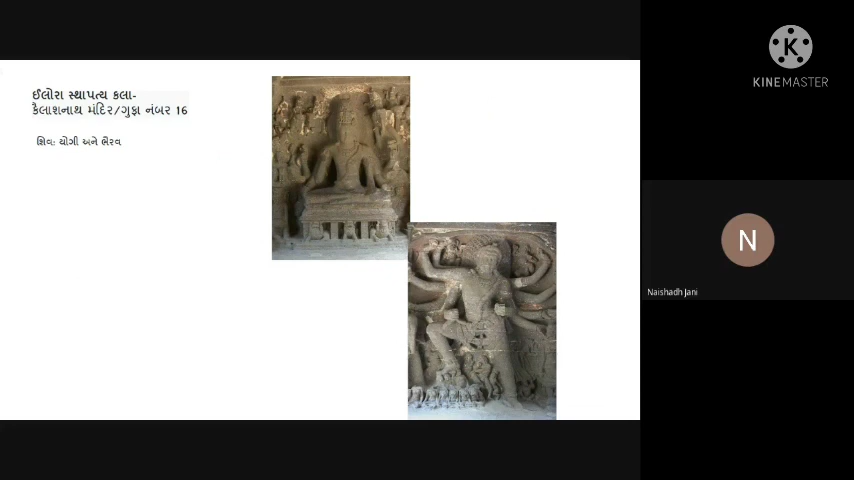 ઈલોરા સ્થાપત્ય કલા-
કૈલાશનાથ મંદિર/ગુફા નંબર 16
શિવઃ યોગી અને ભૈરવ
K
KINEMASTER
N
Naishadh Jani